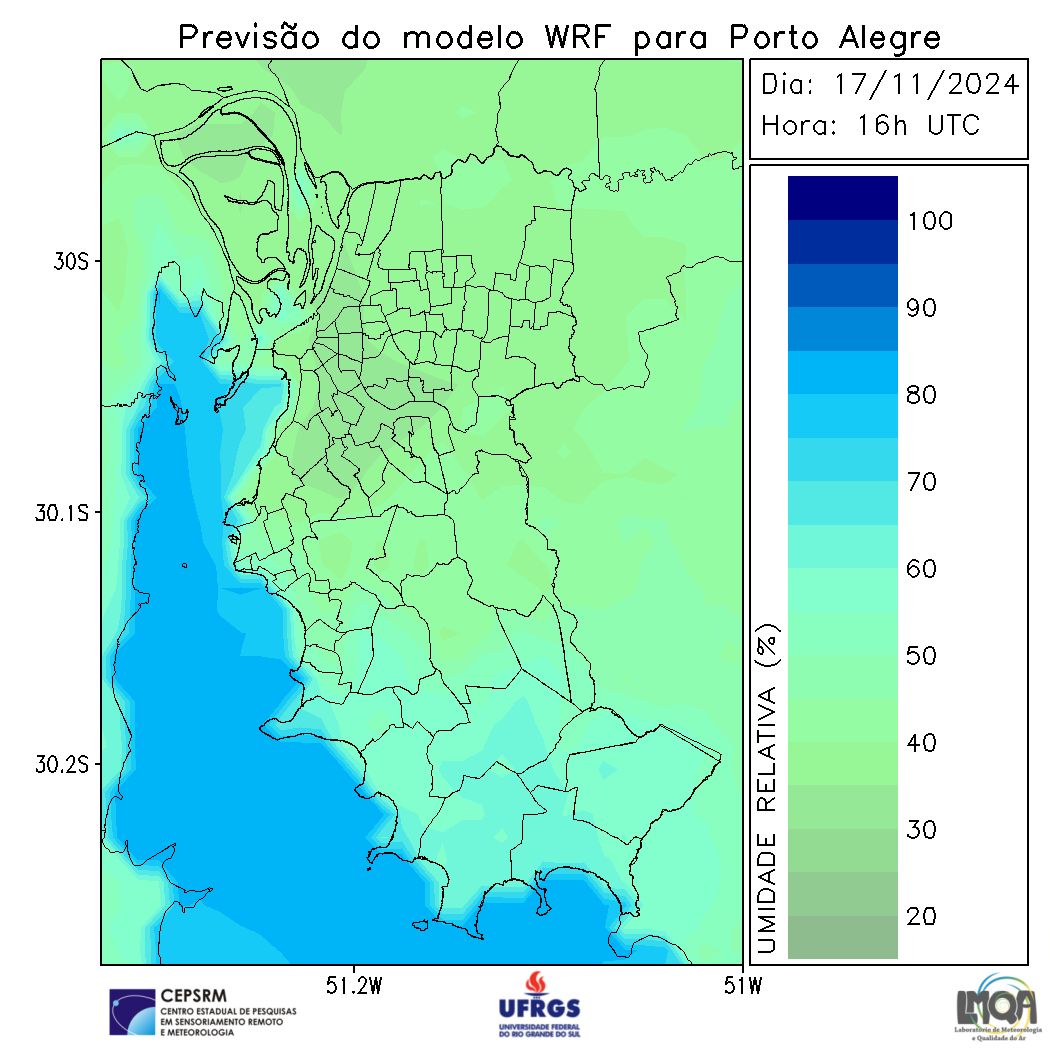 Previsão do modelo WRF para Porto Alegre
Dia: 17/11/2024
Hora: 16h UTC
100
90
80
70
60
50
40
30
20
UMIDADE RELATIVA (%)
30S
30.1S
30.2S
51.2W
51W
CEPSRM
CENTRO ESTADUAL DE PESQUISAS
EM SENSORIAMENTO REMOTO
E METEOROLOGIA
UFRGS
UNIVERSIDADE FEDERAL
DO RIO GRANDE DO SUL
LMQA
Laboratório de Meteorologia
e Qualidade do Ar